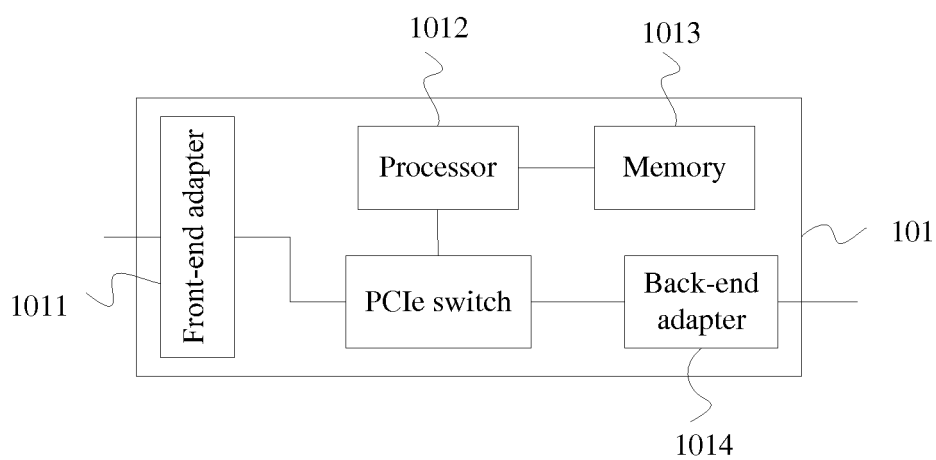 1012
1013
Front-end adapter
Processor
Memory
101
1011
PCIe switch
Back-end
adapter
1014